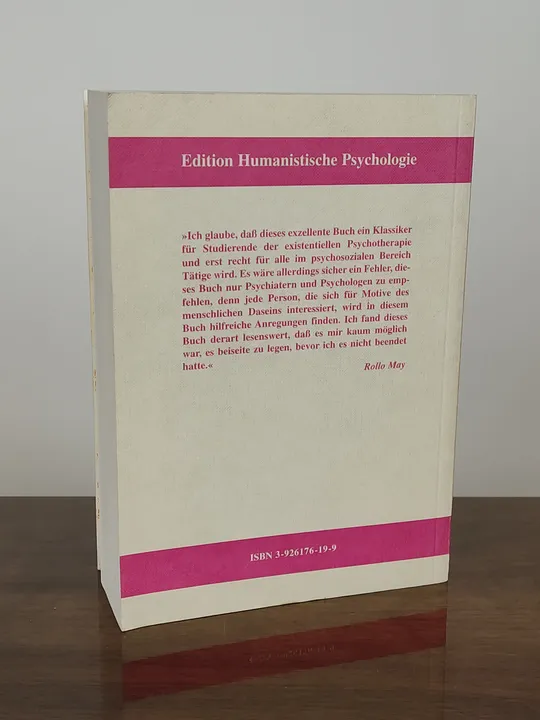 Edition Humanistische Psychologie
»Ich glaube, daß dieses exzellente Buch ein Klassiker
für Studierende der existentiellen Psychotherapie
und erst recht für alle im psychosozialen Bereich
Tätige wird. Es wäre allerdings sicher ein Fehler, die-
ses Buch nur Psychiatern und Psychologen zu emp-
fehlen, denn jede Person, die sich für Motive des
menschlichen Daseins interessiert, wird in diesem
Buch hilfreiche Anregungen finden. Ich fand dieses
Buch derart lesenswert, daß es mir kaum möglich
war, es beiseite zu legen, bevor ich es nicht beendet
hatte.«
Rollo May
ISBN 3-926176-19-9